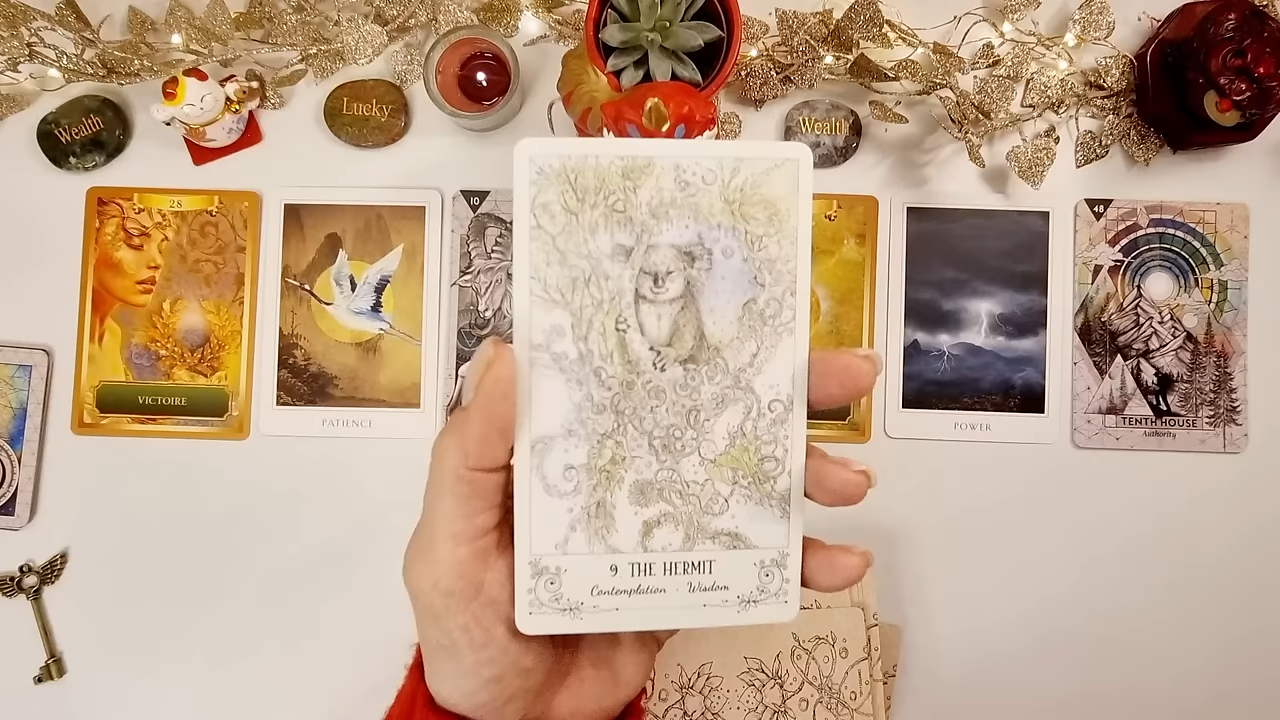 Wealth
Lucky
Wealth
28
VICTOIRE
PATIENCE
10
9. THE HERMIT
Contemplation · Wisdom
POWER
48
TENTH HOUSE
Authority